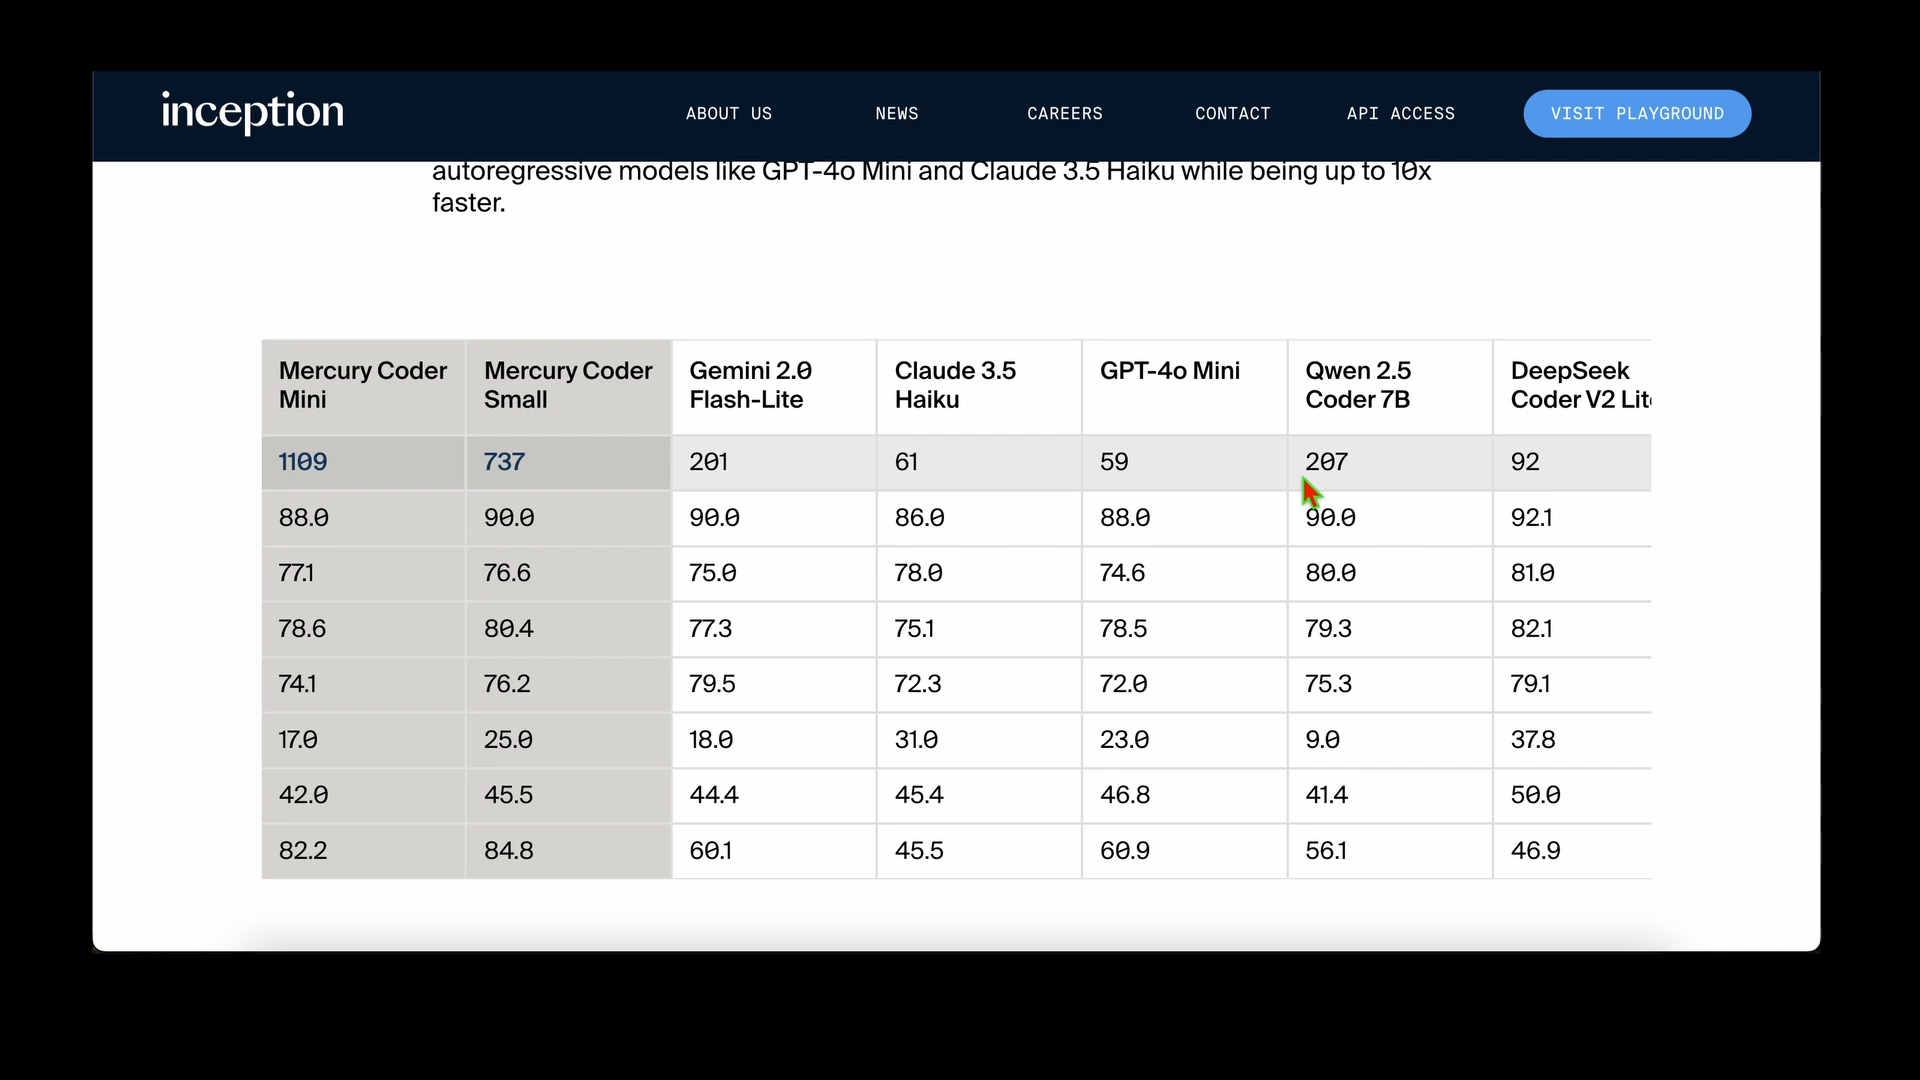 inception
ABOUT US
NEWS
CAREERS
CONTACT
API ACCESS
VISIT PLAYGROUND
autoregressive models like GPT-4o Mini and Claude 3.5 Haiku while being up to 10x
faster.
Mercury Coder Mini
Mercury Coder Small
Gemini 2.0 Flash-Lite
Claude 3.5 Haiku
GPT-4o Mini
Qwen 2.5 Coder 7B
DeepSeek Coder V2 Lit
1109 737 201 61 59 207 92
88.0 90.0 90.0 86.0 88.0 90.0 92.1
77.1 76.6 75.0 78.0 74.6 80.0 81.0
78.6 80.4 77.3 75.1 78.5 79.3 82.1
74.1 76.2 79.5 72.3 72.0 75.3 79.1
17.0 25.0 18.0 31.0 23.0 9.0 37.8
42.0 45.5 44.4 45.4 46.8 41.4 50.0
82.2 84.8 60.1 45.5 60.9 56.1 46.9